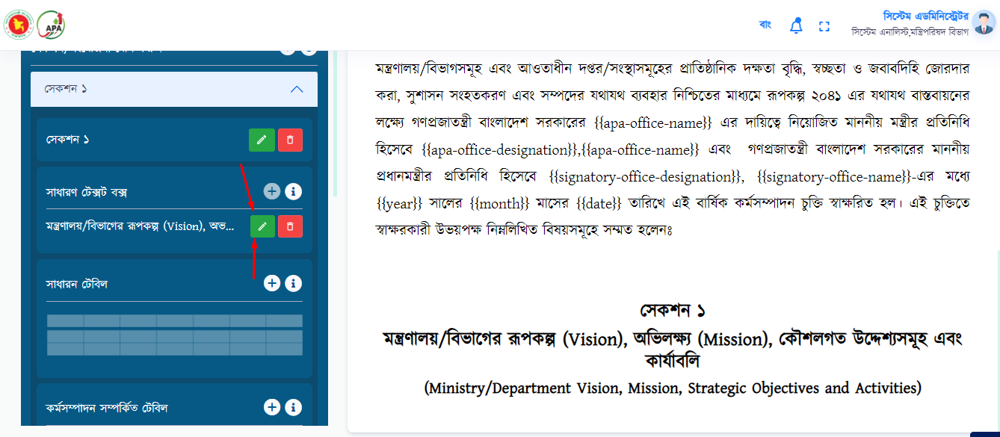 APA
বাং
সিস্টেম এডমিনিস্ট্রেটর
সিস্টেম এনালিস্ট,মন্ত্রিপরিষদ বিভাগ
সেকশন ১
সেকশন ১
সাধারণ টেক্সট বক্স
মন্ত্রণালয়/বিভাগের রূপকল্প (Vision), অভ...
সাধারন টেবিল
কর্মসম্পাদন সম্পর্কিত টেবিল
মন্ত্রণালয়/বিভাগসমূহ এবং আওতাধীন দপ্তর/সংস্থাসমূহের প্রাতিষ্ঠানিক দক্ষতা বৃদ্ধি, স্বচ্ছতা ও জবাবদিহি জোরদার
করা, সুশাসন সংহতকরণ এবং সম্পদের যথাযথ ব্যবহার নিশ্চিতের মাধ্যমে রূপকল্প ২০৪১ এর যথাযথ বাস্তবায়নের
লক্ষ্যে গণপ্রজাতন্ত্রী বাংলাদেশ সরকারের {{apa-office-name}} এর দায়িত্বে নিয়োজিত মাননীয় মন্ত্রীর প্রতিনিধি
হিসেবে {{apa-office-designation}},{{apa-office-name}} এবং গণপ্রজাতন্ত্রী বাংলাদেশ সরকারের মাননীয়
প্রধানমন্ত্রীর প্রতিনিধি হিসেবে {{signatory-office-designation}}, {{signatory-office-name}}-এর মধ্যে
{{year}} সালের {{month}} মাসের {{date}} তারিখে এই বার্ষিক কর্মসম্পাদন চুক্তি স্বাক্ষরিত হল। এই চুক্তিতে
স্বাক্ষরকারী উভয়পক্ষ নিম্নলিখিত বিষয়সমূহে সম্মত হলেনঃ
সেকশন ১
মন্ত্রণালয়/বিভাগের রূপকল্প (Vision), অভিলক্ষ্য (Mission), কৌশলগত উদ্দেশ্যসমূহ এবং
কার্যাবলি
(Ministry/Department Vision, Mission, Strategic Objectives and Activities)